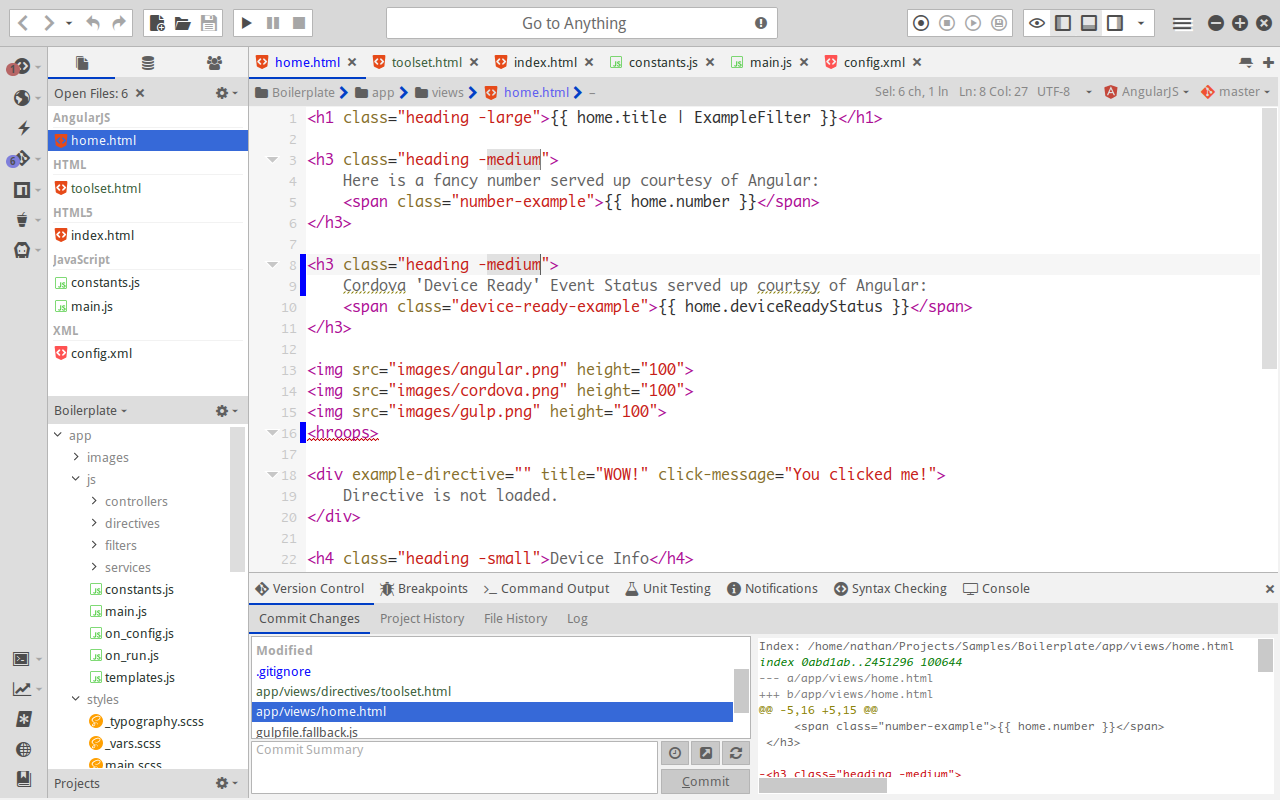 Go to Anything
1
6
Open Files: 6
AngularJS
home.html
HTML
toolset.html
HTML5
index.html
JavaScript
constants.js
main.js
XML
config.xml
Boilerplate
app
images
js
controllers
directives
filters
services
constants.js
main.js
on_config.js
on_run.js
templates.js
styles
_typography.scss
_vars.scss
main.scss
Projects
home.html toolset.html index.html constants.js main.js config.xml
Boilerplate app views home.html – Sel: 6 ch, 1 ln Ln: 8 Col: 27 UTF-8 AngularJS master
1 <h1 class="heading -large">{{ home.title | ExampleFilter }}</h1>
2
3 <h3 class="heading -medium">
4 Here is a fancy number served up courtesy of Angular:
5 <span class="number-example">{{ home.number }}</span>
6 </h3>
7
8 <h3 class="heading -medium">
9 Cordova 'Device Ready' Event Status served up courtsy of Angular:
10 <span class="device-ready-example">{{ home.deviceReadyStatus }}</span>
11 </h3>
12
13 <img src="images/angular.png" height="100">
14 <img src="images/cordova.png" height="100">
15 <img src="images/gulp.png" height="100">
16 <hroops>
17
18 <div example-directive="" title="WOW!" click-message="You clicked me!">
19 Directive is not loaded.
20 </div>
21
22 <h4 class="heading -small">Device Info</h4>
Version Control Breakpoints Command Output Unit Testing Notifications Syntax Checking Console
Commit Changes Project History File History Log
Modified
.gitignore
app/views/directives/toolset.html
app/views/home.html
gulpfile.fallback.js
Commit Summary
Commit
Index: /home/nathan/Projects/Samples/Boilerplate/app/views/home.html
index 0abd1ab..2451296 100644
--- a/app/views/home.html
+++ b/app/views/home.html
@@ -5,16 +5,15 @@
<span class="number-example">{{ home.number }}</span>
</h3>
-<h3 class="heading -medium">